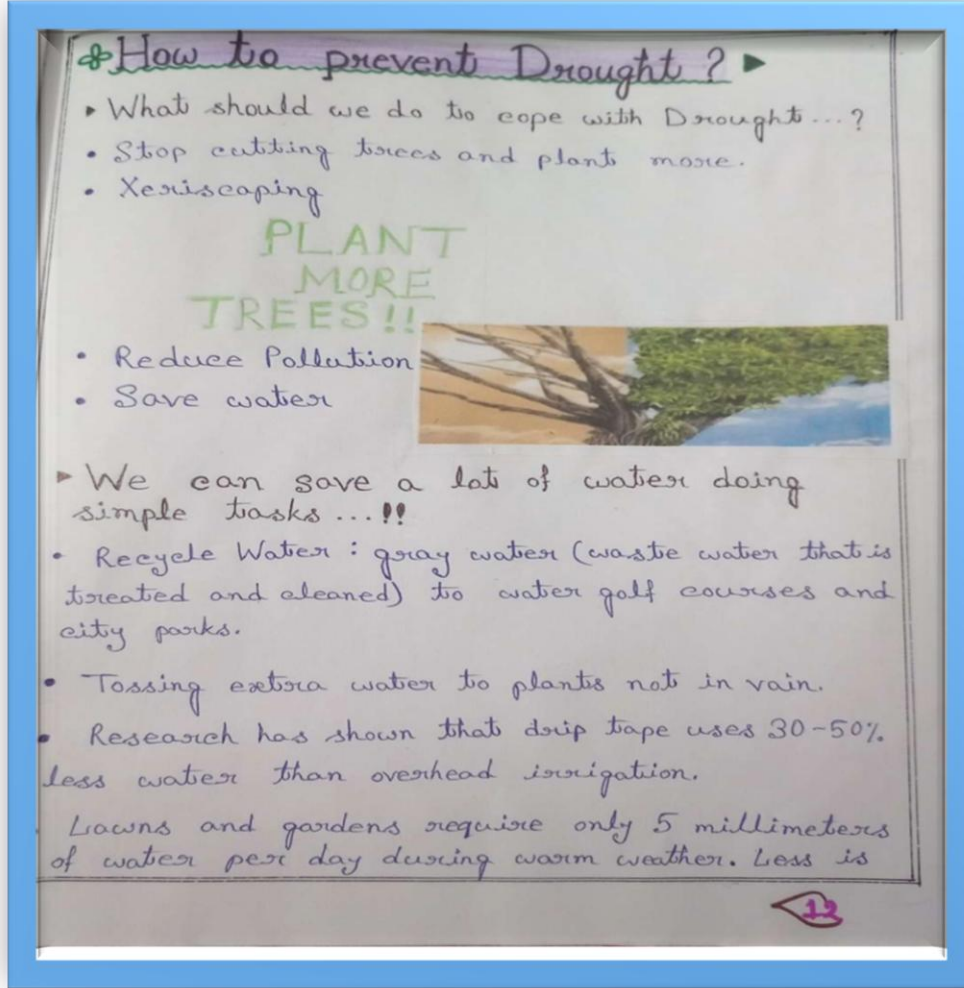 How to prevent Drought ?
What should we do to cope with Drought...?
• Stop cutting trees and plant more.
• Xeriscaping
PLANT
MORE
TREES!!
• Reduce Pollution
• Save water
We can save a lot of water doing
simple tasks ...!!
• Recycle Water : gray water (waste water that is
treated and cleaned) to water golf courses and
city parks.
• Tossing extra water to plants not in vain.
• Research has shown that drip tape uses 30-50%
less water than overhead irrigation.
Lawns and gardens require only 5 millimeters
of water per day during warm weather. Less is
12